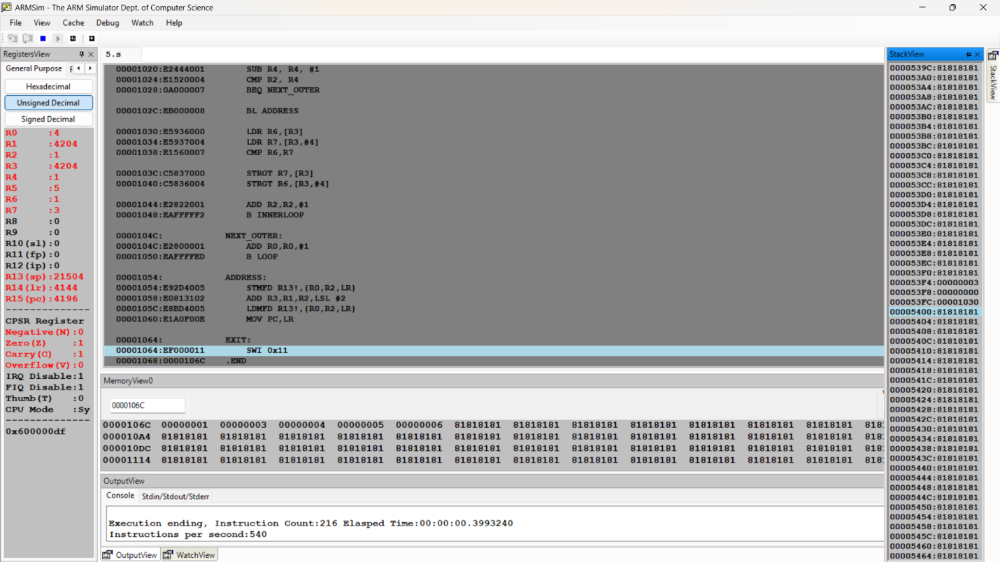 ARMSim - The ARM Simulator Dept. of Computer Science
File View Cache Debug Watch Help
RegistersView
General Purpose
Hexadecimal
Unsigned Decimal
Signed Decimal
R0 :4
R1 :4204
R2 :1
R3 :4204
R4 :1
R5 :5
R6 :1
R7 :3
R8 :0
R9 :0
R10(sl):0
R11(fp):0
R12(ip):0
R13(sp):21504
R14(lr):4144
R15(pc):4196
CPSR Register
Negative(N):0
Zero(Z) :1
Carry(C) :1
Overflow(V):0
IRQ Disable:1
FIQ Disable:1
Thumb(T) :0
CPU Mode :Sy
0x600000df
5.s
00001020:E2444001 SUB R4, R4, #1
00001024:E1520004 CMP R2, R4
00001028:0A000007 BEQ NEXT_OUTER
0000102C:EB000008 BL ADDRESS
00001030:E5936000 LDR R6,[R3]
00001034:E5937004 LDR R7,[R3,#4]
00001038:E1560007 CMP R6,R7
0000103C:C5837000 STRGT R7,[R3]
00001040:C5836004 STRGT R6,[R3,#4]
00001044:E2822001 ADD R2,R2,#1
00001048:EAFFFFF2 B INNERLOOP
0000104C: NEXT_OUTER:
0000104C:E2800001 ADD R0,R0,#1
00001050:EAFFFFED B LOOP
00001054: ADDRESS:
00001054:E92D4005 STMFD R13!,{R0,R2,LR}
00001058:E0813102 ADD R3,R1,R2,LSL #2
0000105C:E8BD4005 LDMFD R13!,{R0,R2,LR}
00001060:E1A0F00E MOV PC,LR
00001064: EXIT:
00001064:EF000011 SWI 0x11
00001068:0000106C .END
MemoryView0
0000106C
0000106C 00000001 00000003 00000004 00000005 00000006 81818181 81818181 81818181 81818181 81818181 81818181 81818181 818
000010A4 81818181 81818181 81818181 81818181 81818181 81818181 81818181 81818181 81818181 81818181 81818181 81818181 818
000010DC 81818181 81818181 81818181 81818181 81818181 81818181 81818181 81818181 81818181 81818181 81818181 81818181 818
00001114 81818181 81818181 81818181 81818181 81818181 81818181 81818181 81818181 81818181 81818181 81818181 81818181 818
OutputView
Console Stdin/Stdout/Stderr
Execution ending, Instruction Count:216 Elasped Time:00:00:00.3993240
Instructions per second:540
OutputView WatchView
StackView
0000539C:81818181
000053A0:81818181
000053A4:81818181
000053A8:81818181
000053AC:81818181
000053B0:81818181
000053B4:81818181
000053B8:81818181
000053BC:81818181
000053C0:81818181
000053C4:81818181
000053C8:81818181
000053CC:81818181
000053D0:81818181
000053D4:81818181
000053D8:81818181
000053DC:81818181
000053E0:81818181
000053E4:81818181
000053E8:81818181
000053EC:81818181
000053F0:81818181
000053F4:00000003
000053F8:00000000
000053FC:00001030
00005400:81818181
00005404:81818181
00005408:81818181
0000540C:81818181
00005410:81818181
00005414:81818181
00005418:81818181
0000541C:81818181
00005420:81818181
00005424:81818181
00005428:81818181
0000542C:81818181
00005430:81818181
00005434:81818181
00005438:81818181
0000543C:81818181
00005440:81818181
00005444:81818181
00005448:81818181
0000544C:81818181
00005450:81818181
00005454:81818181
00005458:81818181
0000545C:81818181
00005460:81818181
00005464:81818181
StackView